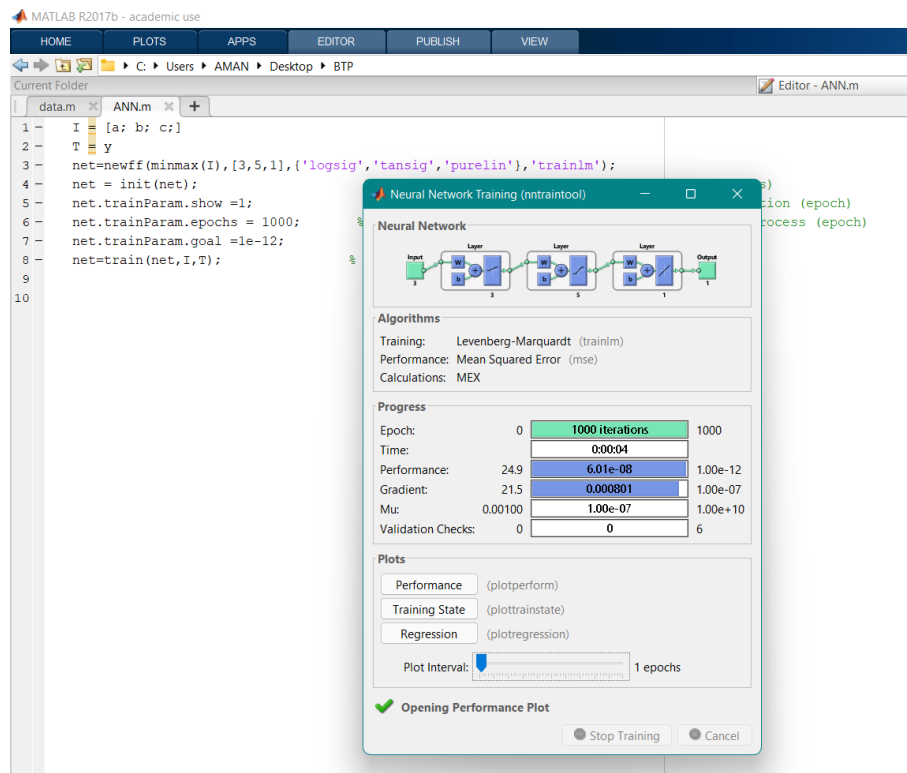 MATLAB R2017b - academic use
HOME PLOTS APPS EDITOR PUBLISH VIEW
C: Users AMAN Desktop BTP
Current Folder
Editor - ANN.m
data.m ANN.m
1 I = [a; b; c;]
2 T = y
3 net=newff(minmax(I),[3,5,1],{'logsig','tansig','purelin'},'trainlm');
4 net = init(net);
5 net.trainParam.show =1;
6 net.trainParam.epochs = 1000; %
7 net.trainParam.goal =1e-12;
8 net=train(net,I,T); %
9
10
s)
tion (epoch)
rocess (epoch)
Neural Network Training (nntraintool)
Neural Network
Layer Layer Layer
Input W W W Output
b b b
3 3 5 1 1
Algorithms
Training: Levenberg-Marquardt (trainlm)
Performance: Mean Squared Error (mse)
Calculations: MEX
Progress
Epoch: 0 1000 iterations 1000
Time: 0:00:04
Performance: 24.9 6.01e-08 1.00e-12
Gradient: 21.5 0.000801 1.00e-07
Mu: 0.00100 1.00e-07 1.00e+10
Validation Checks: 0 0 6
Plots
Performance (plotperform)
Training State (plottrainstate)
Regression (plotregression)
Plot Interval: 1 epochs
Opening Performance Plot
Stop Training Cancel